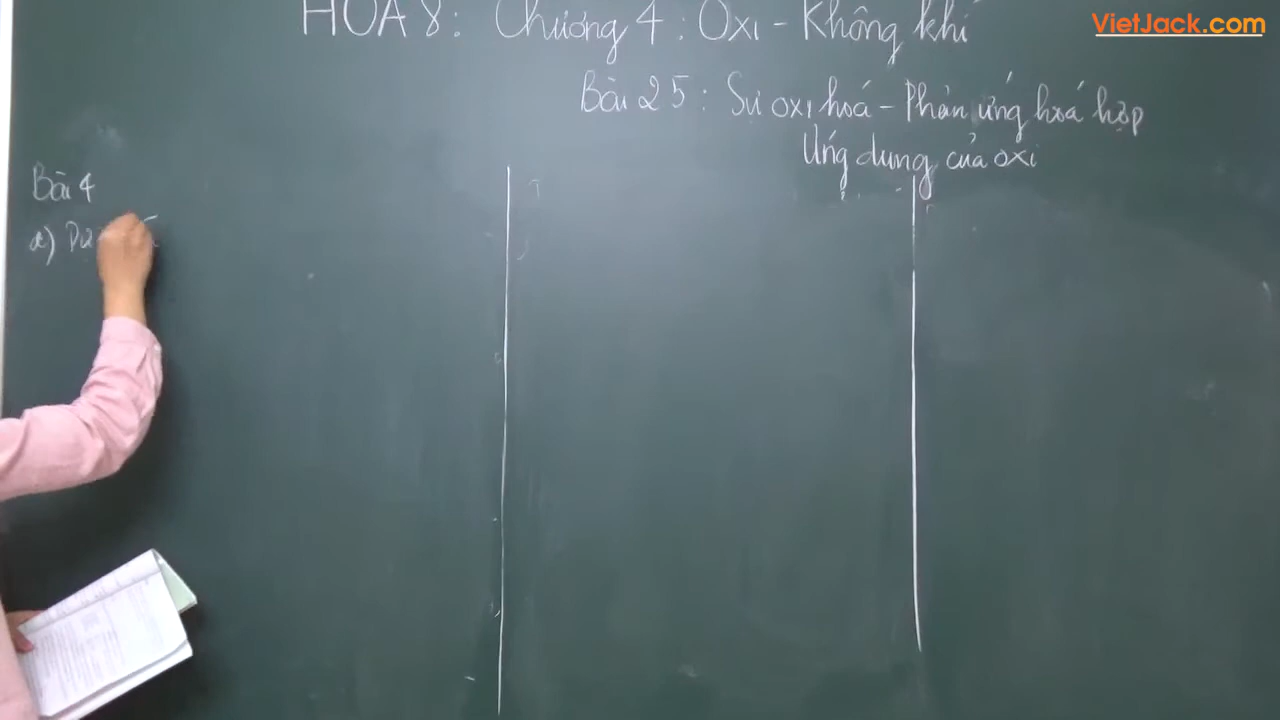 VietJack.com
HOÁ 8: Chương 4: Oxi - Không khí
Bài 25: Sự oxi hoá - Phản ứng hoá hợp
Ứng dụng của oxi
Bài 4
a)